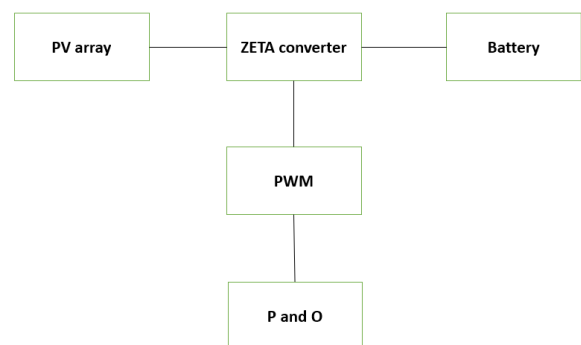 PV array
ZETA converter
Battery
PWM
P and O